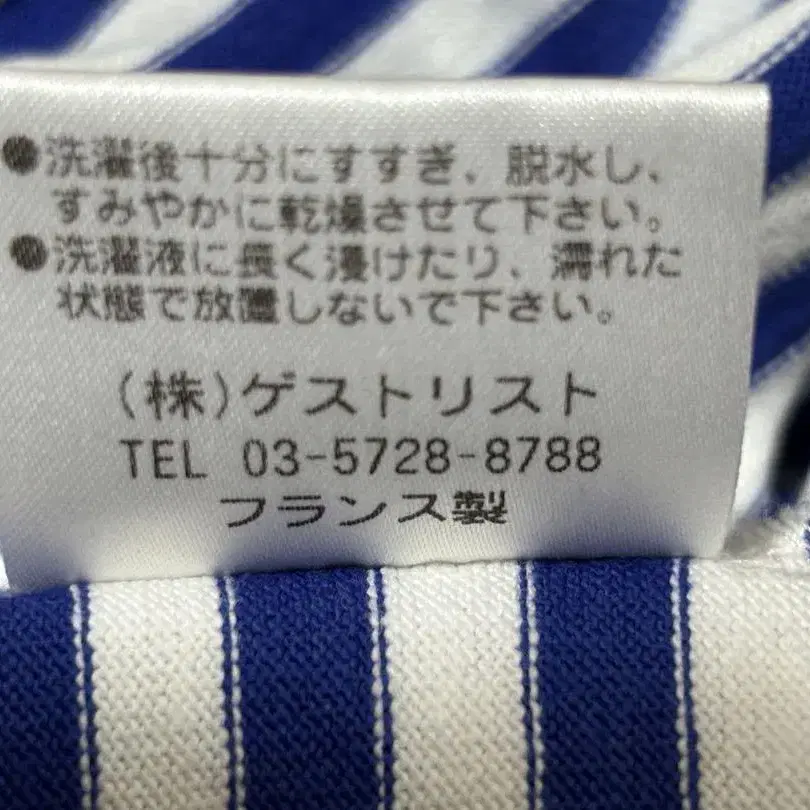 ●洗濯後十分にすすぎ、脱水し、
すみやかに乾燥させて下さい。
●洗濯液に長く浸けたり、濡れた
状態で放置しないで下さい。
(株)ゲストリスト
TEL 03-5728-8788
フランス製